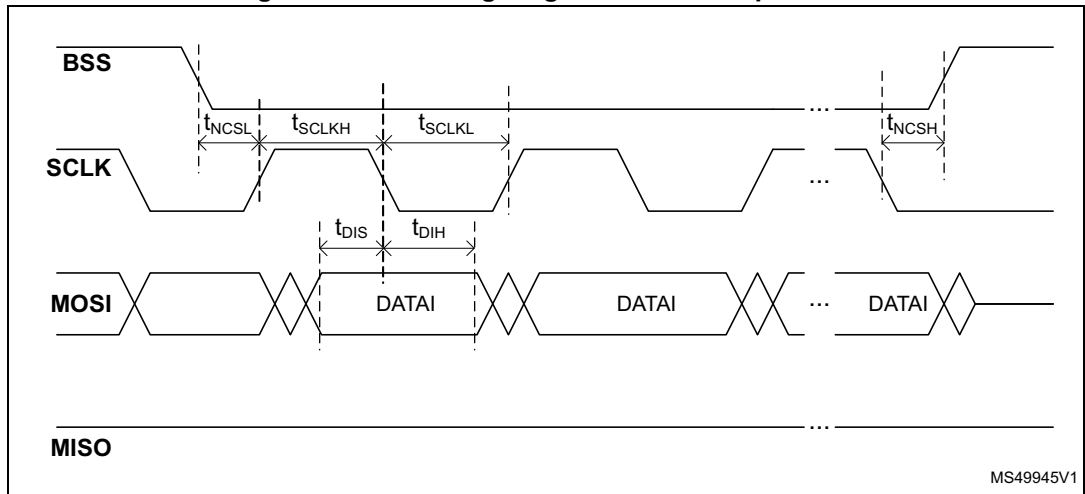 BSS
...
tNCSL tSCLKH tSCLKL tNCSH
SCLK
...
tDIS tDIH
MOSI DATAI DATAI ... DATAI
...
MISO
MS49945V1